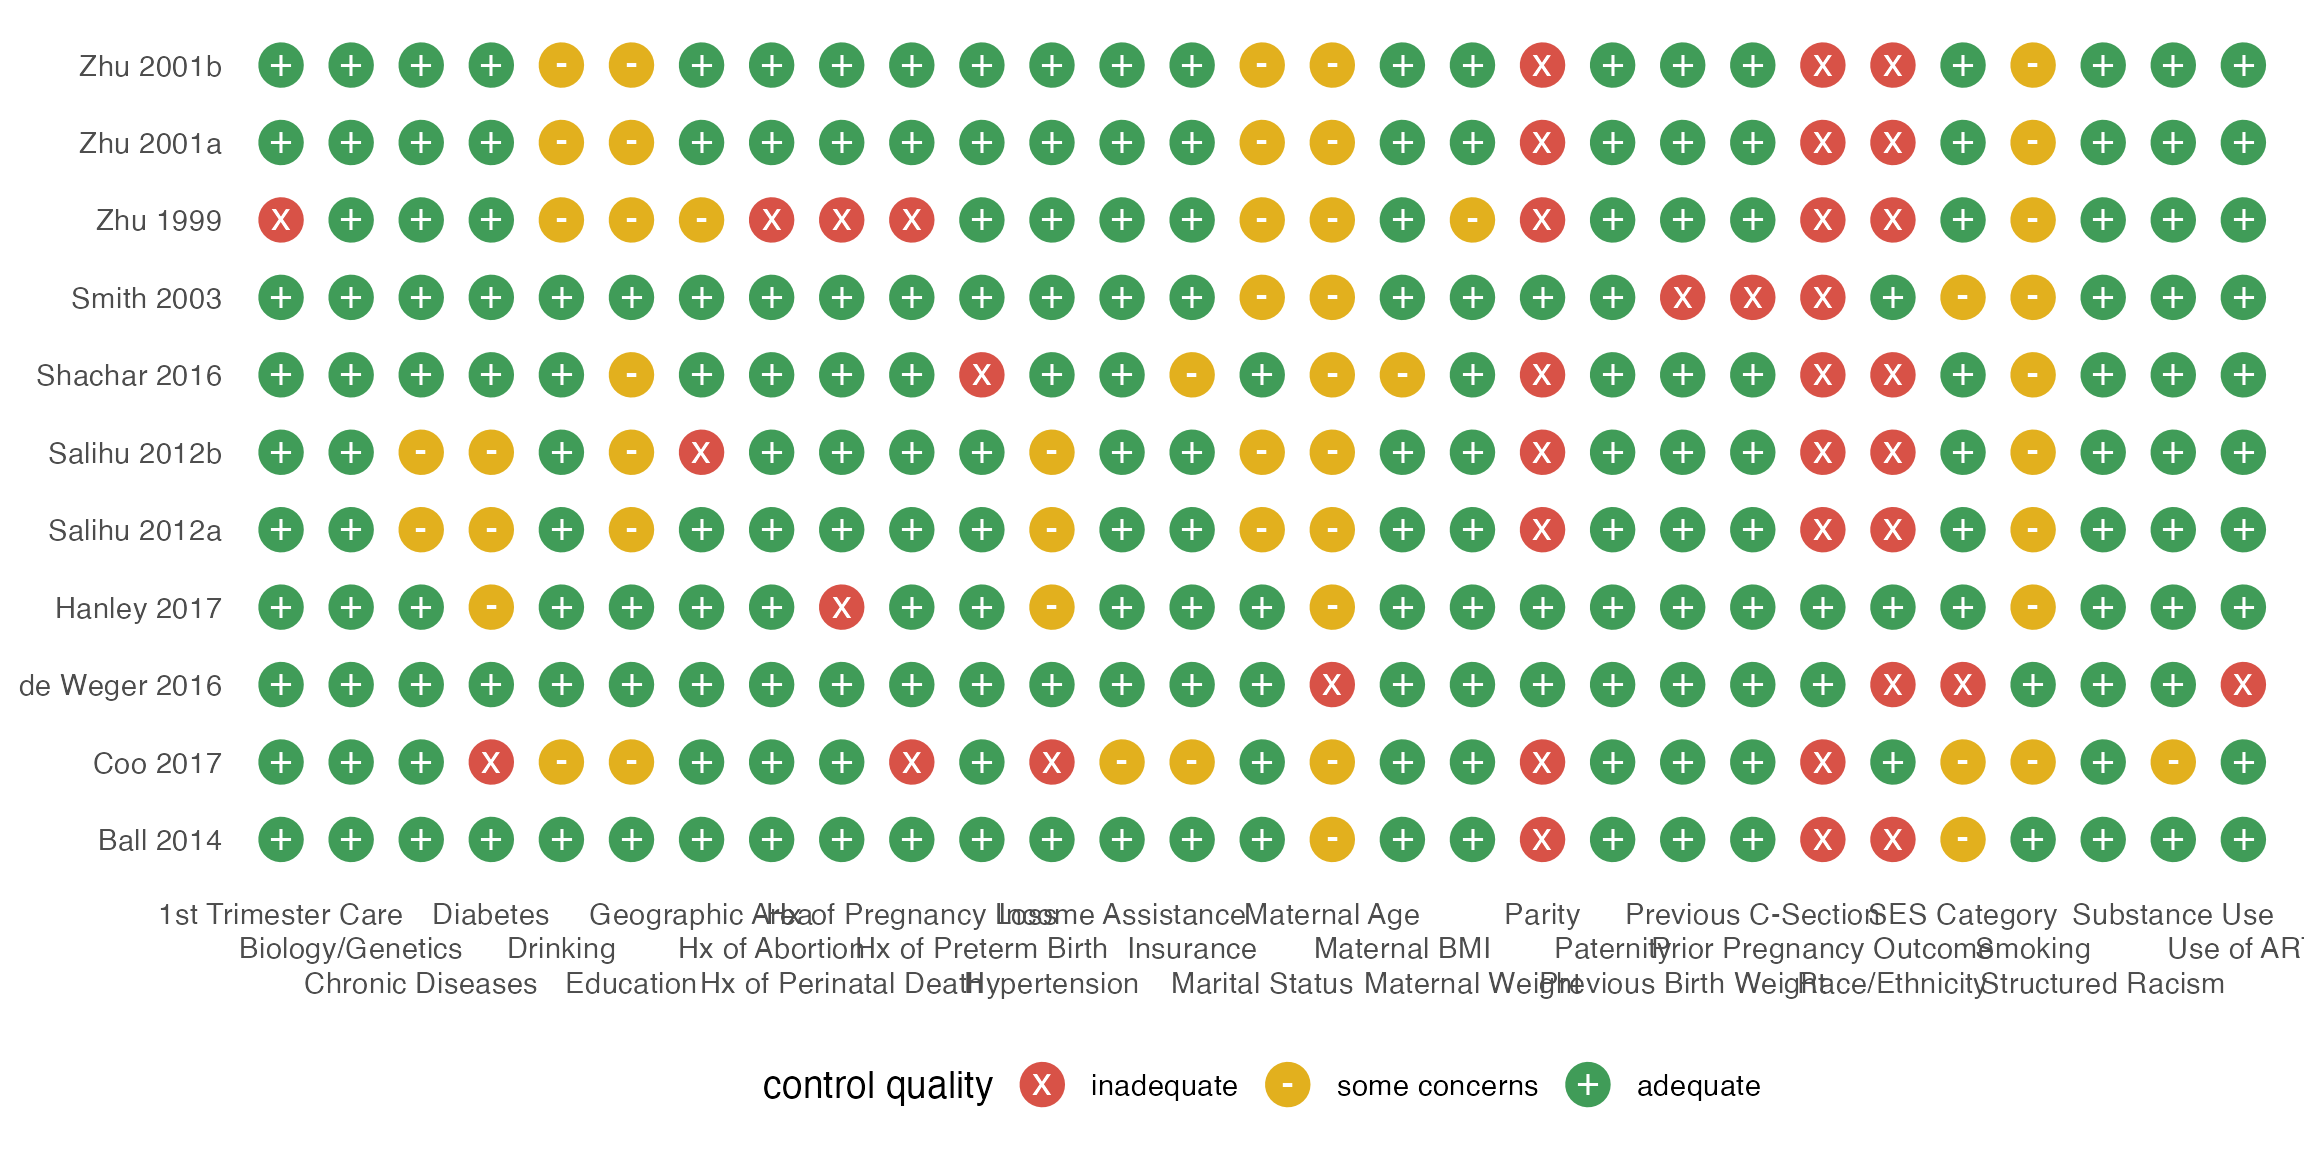 Zhu 2001b + + + + - - + + + + + + + + - - + + x + + + x x + - + + +
Zhu 2001a + + + + - - + + + + + + + + - - + + x + + + x x + - + + +
Zhu 1999 x + + + - - - x x x + + + + - - + - x + + + x x + - + + +
Smith 2003 + + + + + + + + + + + + + + - - + + + + x x x + - - + + +
Shachar 2016 + + + + + - + + + + x + + - + - - + x + + + x x + - + + +
Salihu 2012b + + - - + - x + + + + - + + - - + + x + + + x x + - + + +
Salihu 2012a + + - - + - + + + + + - + + - - + + x + + + x x + - + + +
Hanley 2017 + + + - + + + + x + + - + + + - + + + + + + + + + - + + +
de Weger 2016 + + + + + + + + + + + + + + + x + + + + + + + x x + + + x
Coo 2017 + + + x - - + + + x + x - - + - + + x + + + x + - - + - +
Ball 2014 + + + + + + + + + + + + + + + - + + x + + + x x - + + + +
1st Trimester Care Diabetes Geographic Area Hx of Pregnancy Loss Income Assistance Maternal Age Parity Previous C-Section SES Category Substance Use
Biology/Genetics Drinking Hx of Abortion Hx of Preterm Birth Insurance Maternal BMI Paternity Prior Pregnancy Outcome Smoking Use of ART
Chronic Diseases Education Hx of Perinatal Death Hypertension Marital Status Maternal Weight Previous Birth Weight Race/Ethnicity Structured Racism
control quality x inadequate - some concerns + adequate